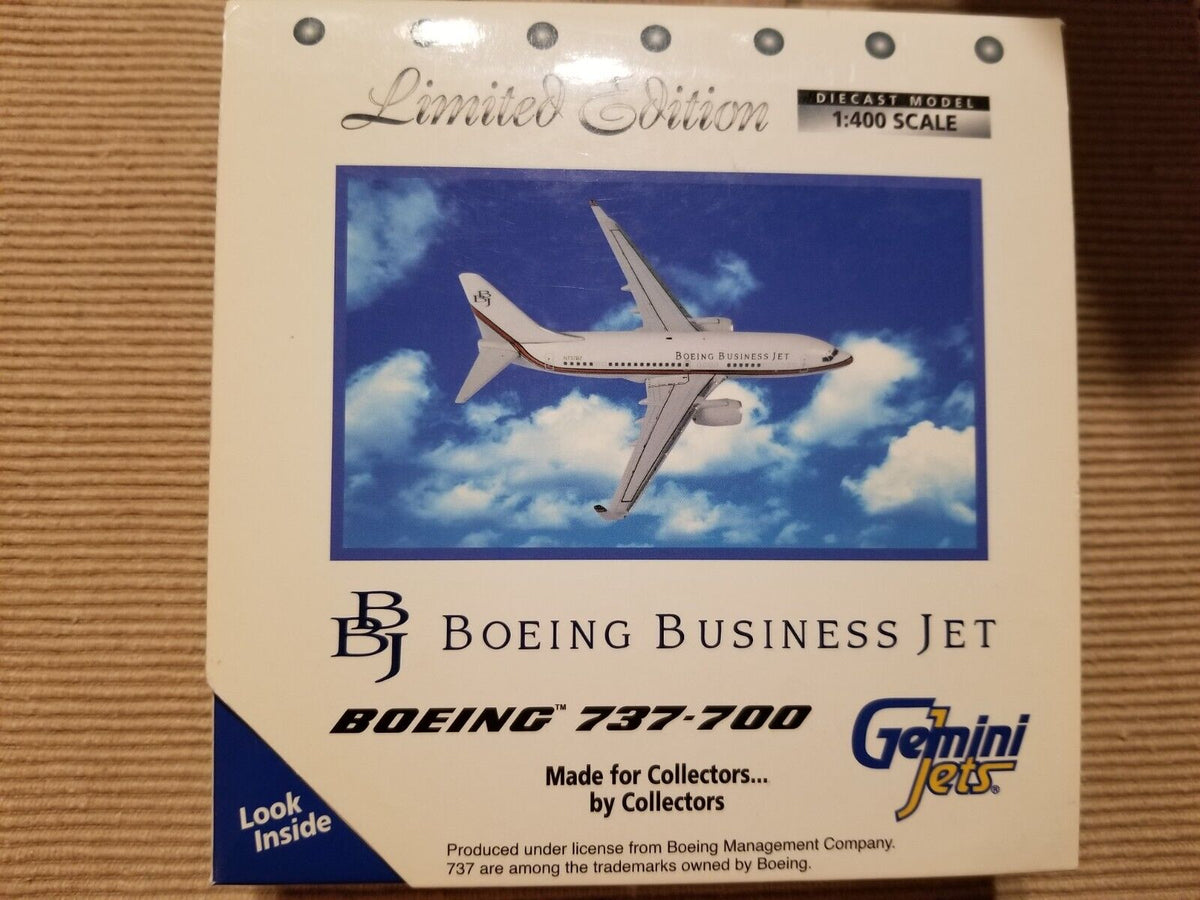 Limited Edition
DIECAST MODEL
1:400 SCALE
BBJ
BOEING BUSINESS JET
BBJ BOEING BUSINESS JET
BOEING™ 737-700
Gemini
Jets®
Made for Collectors...
by Collectors
Look
Inside
Produced under license from Boeing Management Company.
737 are among the trademarks owned by Boeing.